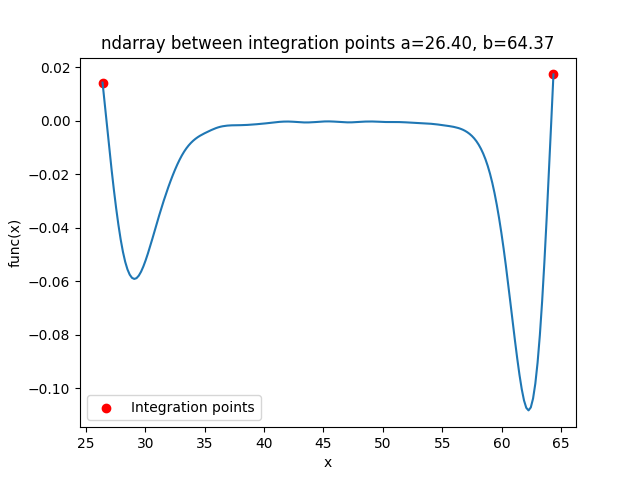 ndarray between integration points a=26.40, b=64.37
0.02
0.00
−0.02
−0.04
−0.06
−0.08
−0.10
func(x)
Integration points
25 30 35 40 45 50 55 60 65
x